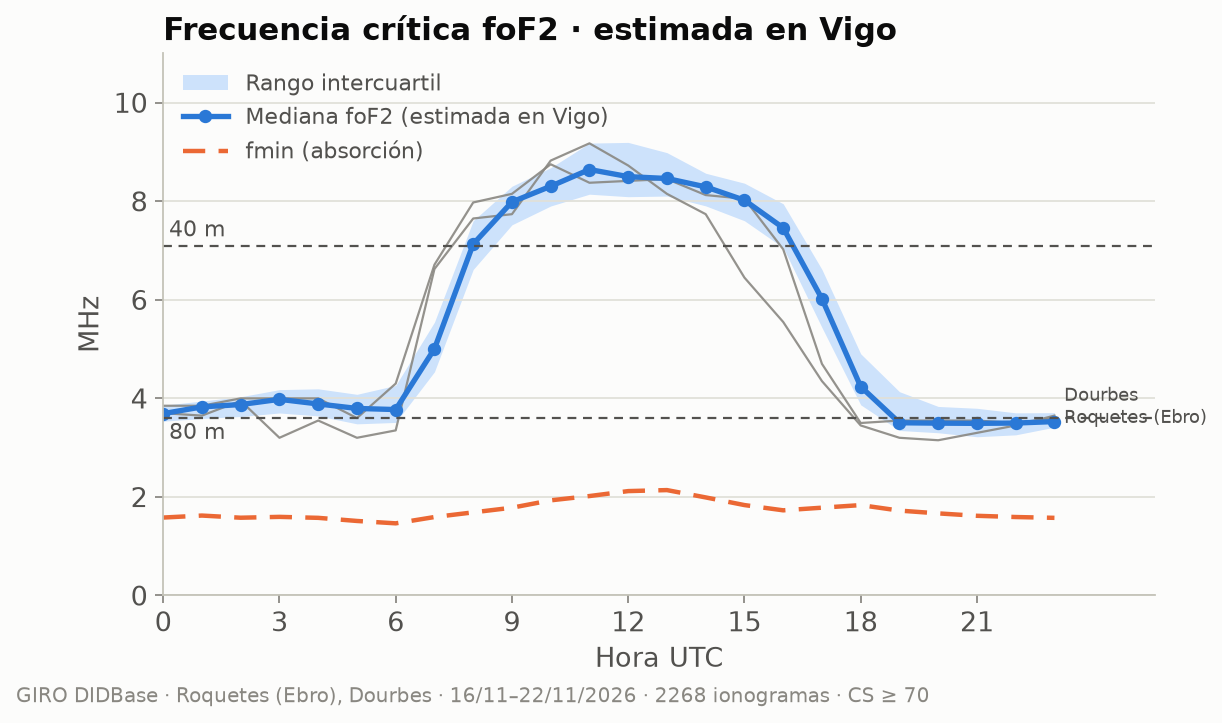 Frecuencia crítica foF2 · estimada en Vigo
Rango intercuartil
Mediana foF2 (estimada en Vigo)
fmin (absorción)
10
8
6
4
2
0
MHz
40 m
80 m
Dourbes
Roquetes (Ebro)
0 3 6 9 12 15 18 21
Hora UTC
GIRO DIDBase · Roquetes (Ebro), Dourbes · 16/11–22/11/2026 · 2268 ionogramas · CS ≥ 70